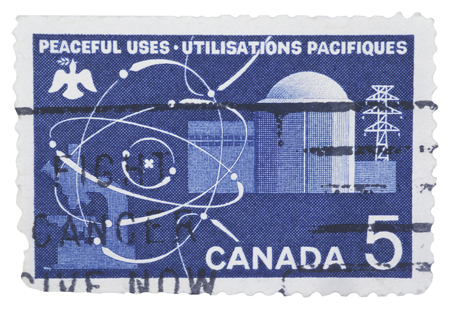 PEACEFUL USES · UTILISATIONS PACIFIQUES
FIGHT
CANCER
GIVE NOW
CANADA 5